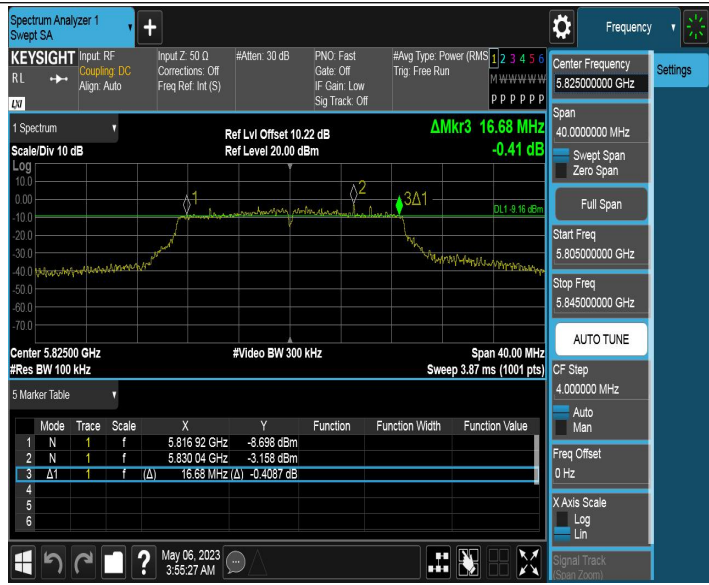 Spectrum Analyzer 1
Swept SA
+
Frequency
KEYSIGHT
RL
LXI
Input: RF
Coupling: DC
Align: Auto
Input Z: 50 Ω
Corrections: Off
Freq Ref: Int (S)
#Atten: 30 dB
PNO: Fast
Gate: Off
IF Gain: Low
Sig Track: Off
#Avg Type: Power (RMS
Trig: Free Run
1 2 3 4 5 6
M W W W W W
P P P P P P
1 Spectrum
Scale/Div 10 dB
Ref Lvl Offset 10.22 dB
Ref Level 20.00 dBm
ΔMkr3 16.68 MHz
-0.41 dB
Log
10.0
0.00
-10.0
-20.0
-30.0
-40.0
-50.0
-60.0
-70.0
1
2
3Δ1
DL1 -9.16 dBm
Center 5.82500 GHz
#Video BW 300 kHz
Span 40.00 MHz
#Res BW 100 kHz
Sweep 3.87 ms (1001 pts)
5 Marker Table
Mode Trace Scale X Y Function Function Width Function Value
1 N 1 f 5.816 92 GHz -8.698 dBm
2 N 1 f 5.830 04 GHz -3.158 dBm
3 Δ1 1 f (Δ) 16.68 MHz (Δ) -0.4087 dB
4
5
6
?
May 06, 2023
3:55:27 AM
Center Frequency
5.825000000 GHz
Settings
Span
40.0000000 MHz
Swept Span
Zero Span
Full Span
Start Freq
5.805000000 GHz
Stop Freq
5.845000000 GHz
AUTO TUNE
CF Step
4.000000 MHz
Auto
Man
Freq Offset
0 Hz
X Axis Scale
Log
Lin
Signal Track
(Span Zoom)